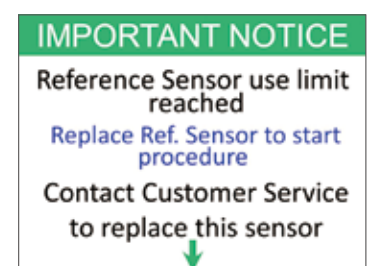 IMPORTANT NOTICE
Reference Sensor use limit
reached
Replace Ref. Sensor to start
procedure
Contact Customer Service
to replace this sensor